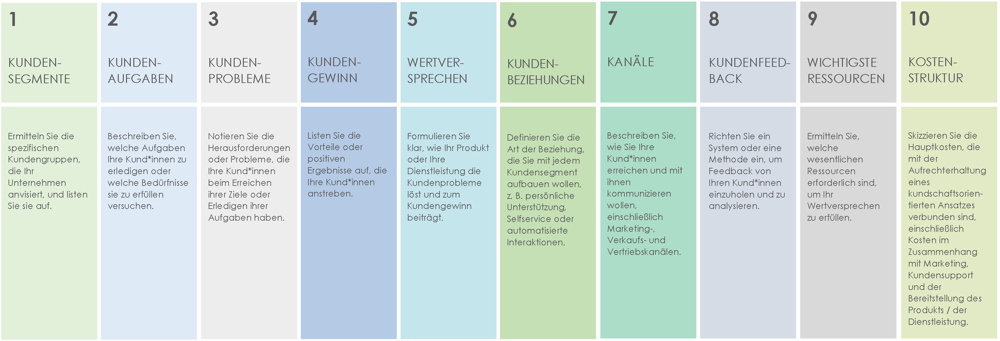 1
KUNDEN-
SEGMENTE
Ermitteln Sie die
spezifischen
Kundengruppen,
die Ihr
Unternehmen
anvisiert, und listen
Sie sie auf.
2
KUNDEN-
AUFGABEN
Beschreiben Sie,
welche Aufgaben
Ihre Kund*innen zu
erledigen oder
welche Bedürfnisse
sie zu erfüllen
versuchen.
3
KUNDEN-
PROBLEME
Notieren Sie die
Herausforderungen
oder Probleme, die
Ihre Kund*innen
beim Erreichen
ihrer Ziele oder
Erledigen ihrer
Aufgaben haben.
4
KUNDEN-
GEWINN
Listen Sie die
Vorteile oder
positiven
Ergebnisse auf, die
Ihre Kund*innen
anstreben.
5
WERTVER-
SPRECHEN
Formulieren Sie
klar, wie Ihr Produkt
oder Ihre
Dienstleistung die
Kundenprobleme
löst und zum
Kundengewinn
beiträgt.
6
KUNDEN-
BEZIEHUNGEN
Definieren Sie die
Art der Beziehung,
die Sie mit jedem
Kundensegment
aufbauen wollen,
z. B. persönliche
Unterstützung,
Selfservice oder
automatisierte
Interaktionen.
7
KANÄLE
Beschreiben Sie,
wie Sie Ihre
Kund*innen
erreichen und mit
ihnen
kommunizieren
wollen,
einschließlich
Marketing-,
Verkaufs- und
Vertriebskanälen.
8
KUNDENFEED-
BACK
Richten Sie ein
System oder eine
Methode ein, um
Feedback von
Ihren Kund*innen
einzuholen und zu
analysieren.
9
WICHTIGSTE
RESSOURCEN
Ermitteln Sie,
welche
wesentlichen
Ressourcen
erforderlich sind,
um Ihr
Wertversprechen
zu erfüllen.
10
KOSTEN-
STRUKTUR
Skizzieren Sie die
Hauptkosten, die
mit der
Aufrechterhaltung
eines
kundschaftsorien-
tierten Ansatzes
verbunden sind,
einschließlich
Kosten im
Zusammenhang
mit Marketing,
Kundensupport
und der
Bereitstellung des
Produkts / der
Dienstleistung.